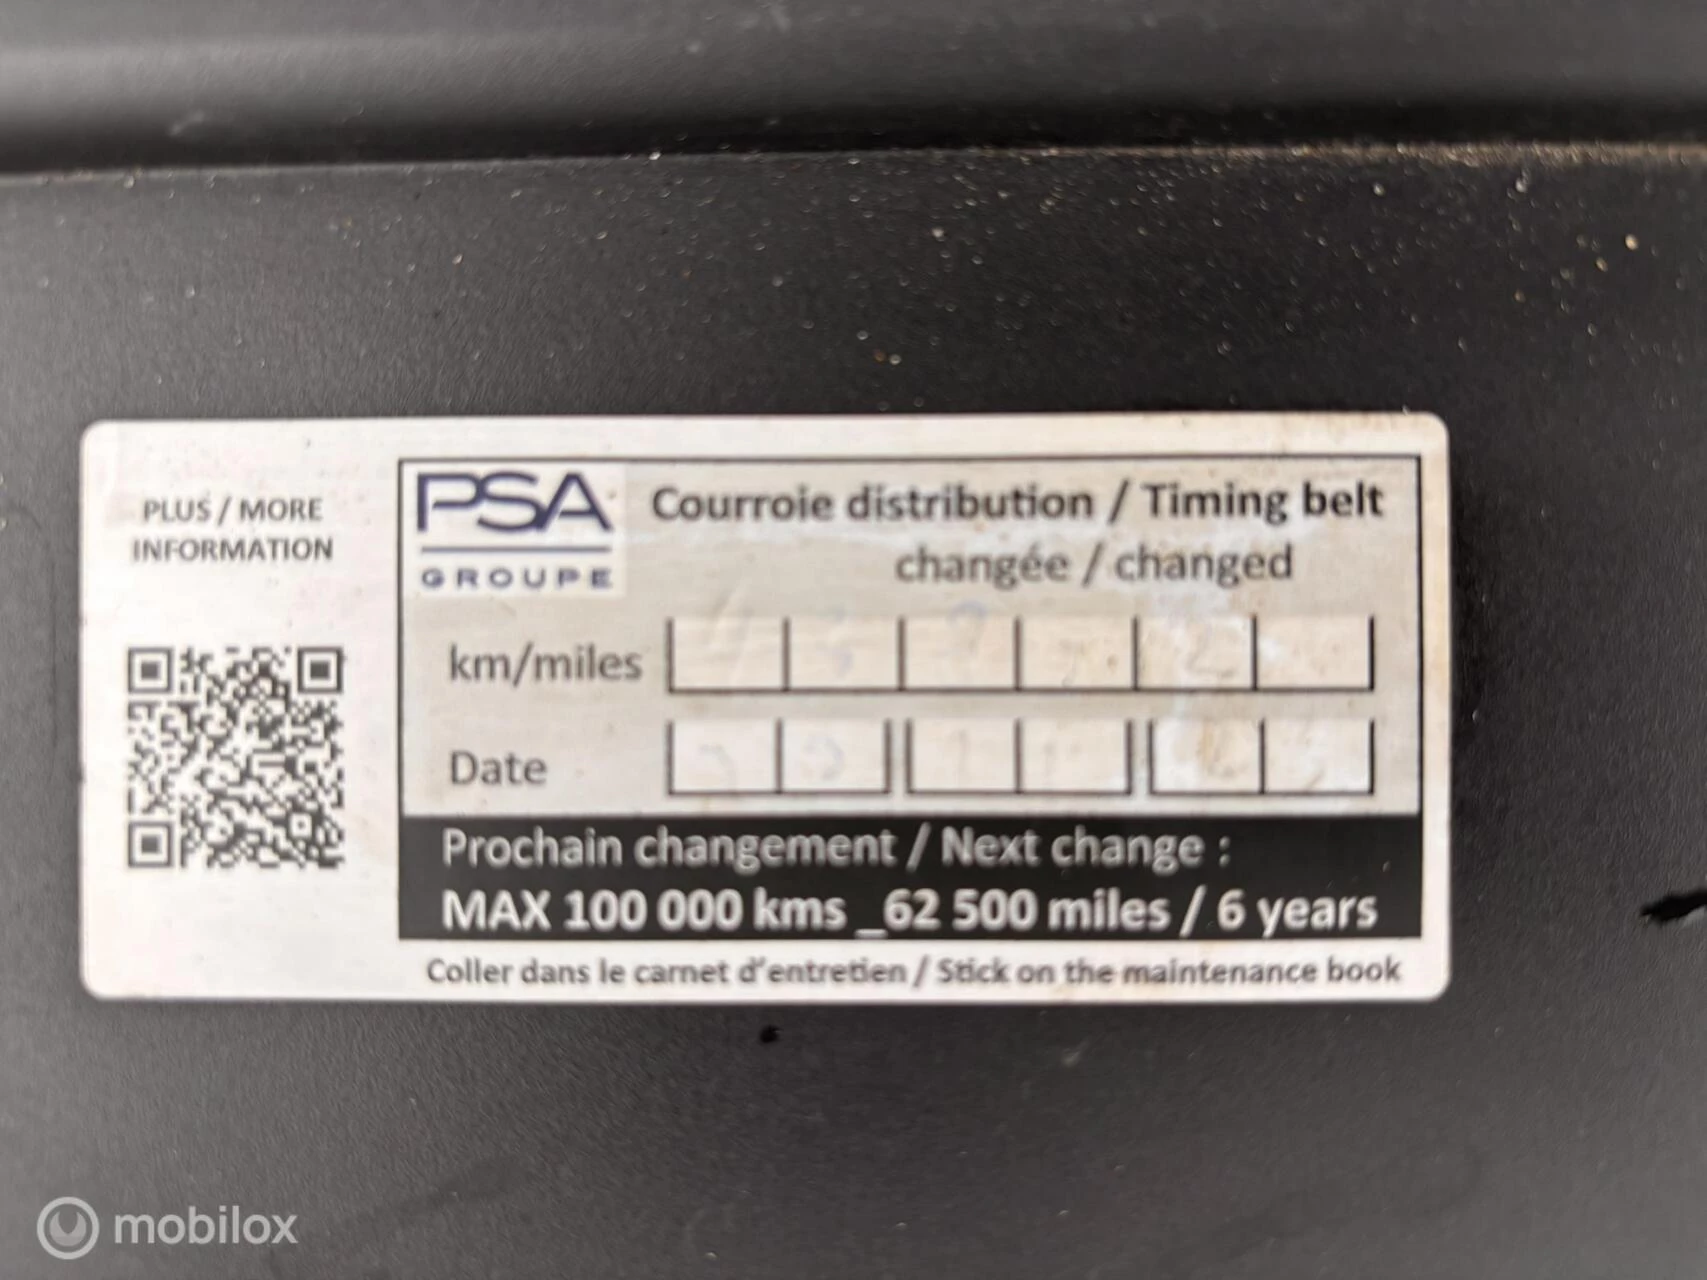 PLUS / MORE
INFORMATION
PSA
GROUPE
Courroie distribution / Timing belt
changée / changed
km/miles
Date
Prochain changement / Next change :
MAX 100 000 kms _62 500 miles / 6 years
Coller dans le carnet d'entretien / Stick on the maintenance book
mobilox